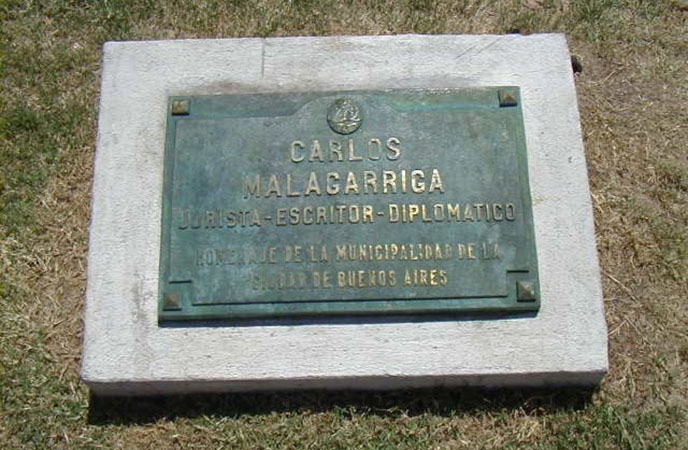 CARLOS
MALAGARRIGA
JURISTA-ESCRITOR-DIPLOMATICO
HOMENAJE DE LA MUNICIPALIDAD DE LA
CIUDAD DE BUENOS AIRES